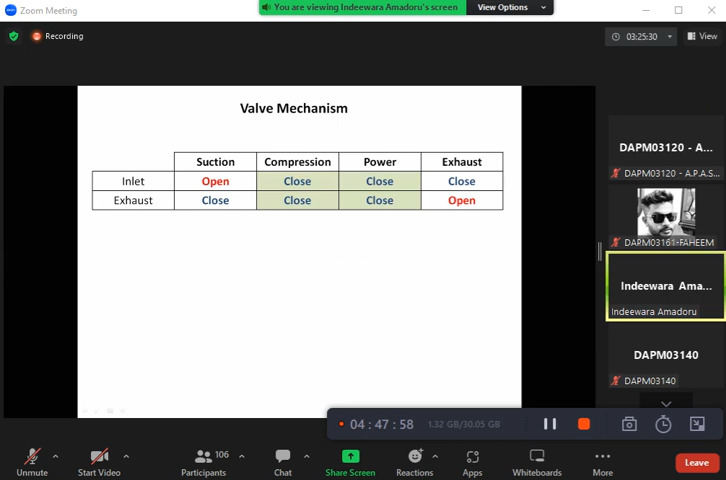 zoom
Zoom Meeting
You are viewing Indeewara Amadoru's screen
View Options
Recording
03:25:30
View
Valve Mechanism
Suction Compression Power Exhaust
Inlet Open Close Close Close
Exhaust Close Close Close Open
DAPM03120 - A...
DAPM03120 - A.P.A.S...
DAPM03161-FAHEEM
Indeewara Ama...
Indeewara Amadoru
DAPM03140
DAPM03140
04:47:58 1.32 GB/30.05 GB
106
Unmute Start Video Participants Chat Share Screen Reactions Apps Whiteboards More Leave